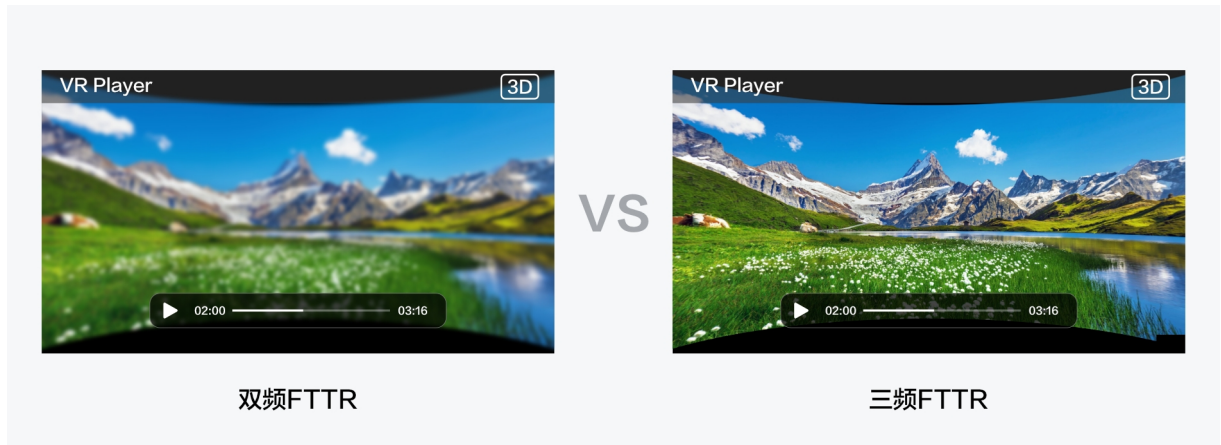 VR Player 3D
02:00 03:16
双频FTTR
VS
VR Player 3D
02:00 03:16
三频FTTR